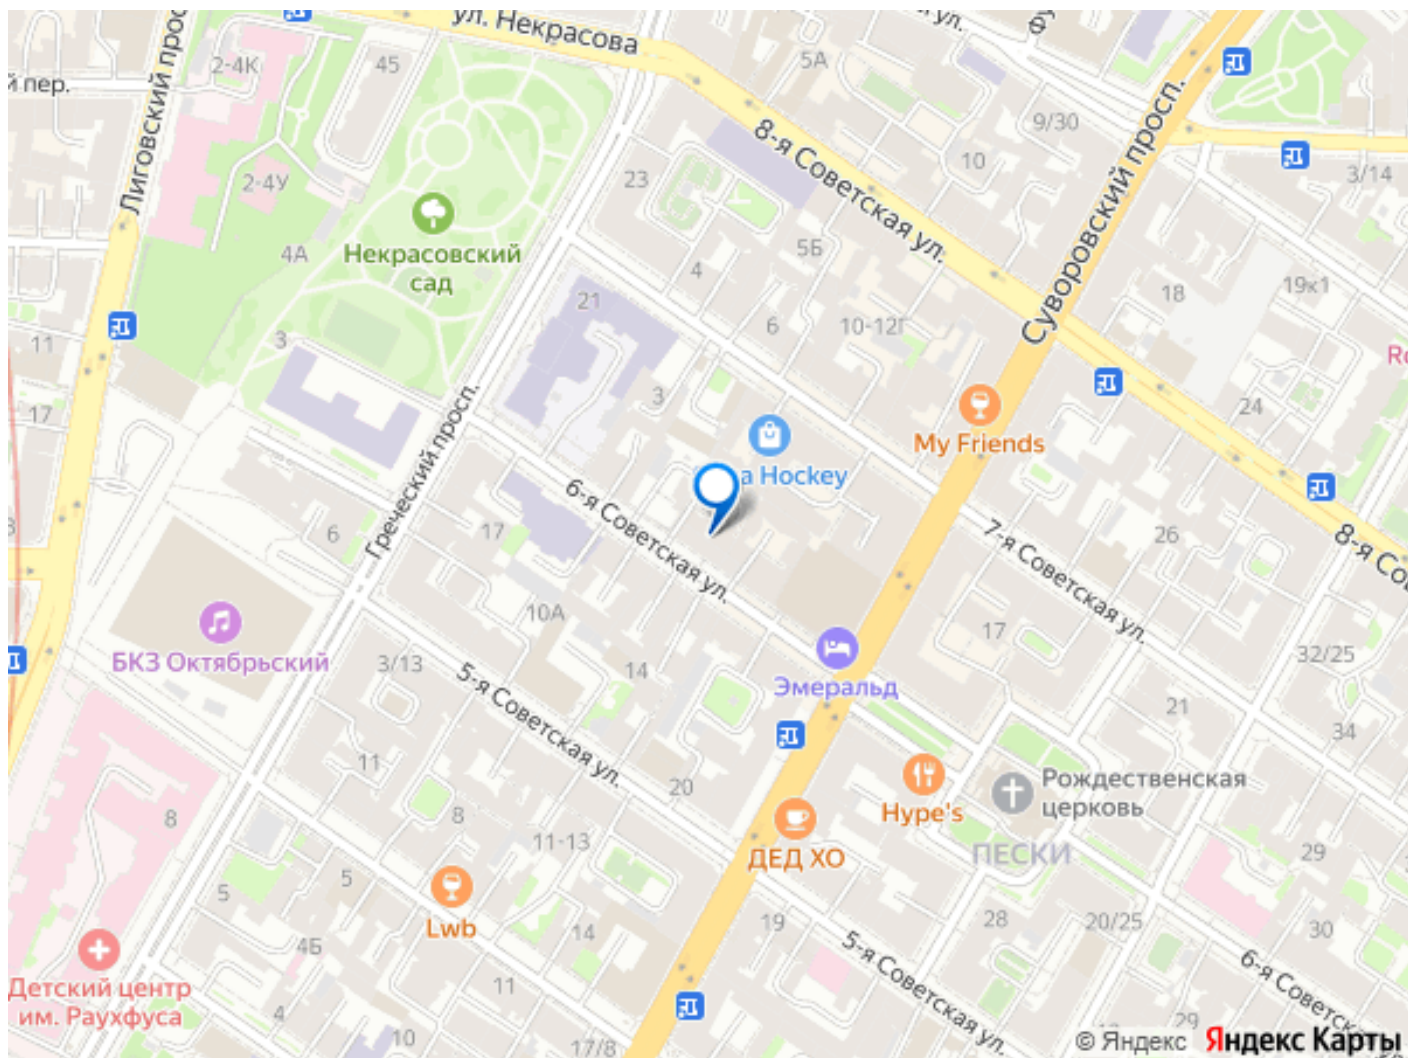 ул. Некрасова
й пер.
2-4К
45
5А
9/30
10
3/14
Лиговский прос
2-4У
23
8-я Советская ул.
Суворовский просп.
4А
Некрасовский
сад
5Б
4
19к1
18
21
6
10-12Г
3
11
17
3
24
My Friends
Hockey
Греческий просп.
6-я Советская ул.
17
6
26
7-я Советская ул.
8-я Сов
10А
БКЗ Октябрьский
3/13
14
5-я Советская ул.
17
32/25
Эмеральд
21
34
11
20
Рождественская
церковь
Hype's
8
8
11-13
ДЕД ХО
ПЕСКИ
29
5
5
Lwb
14
19
28
20/25
30
4Б
5-я Советская ул.
6-я Советская
Детский центр
им. Раухфуса
4
11
10
17/8
29
© Яндекс Яндекс Карты